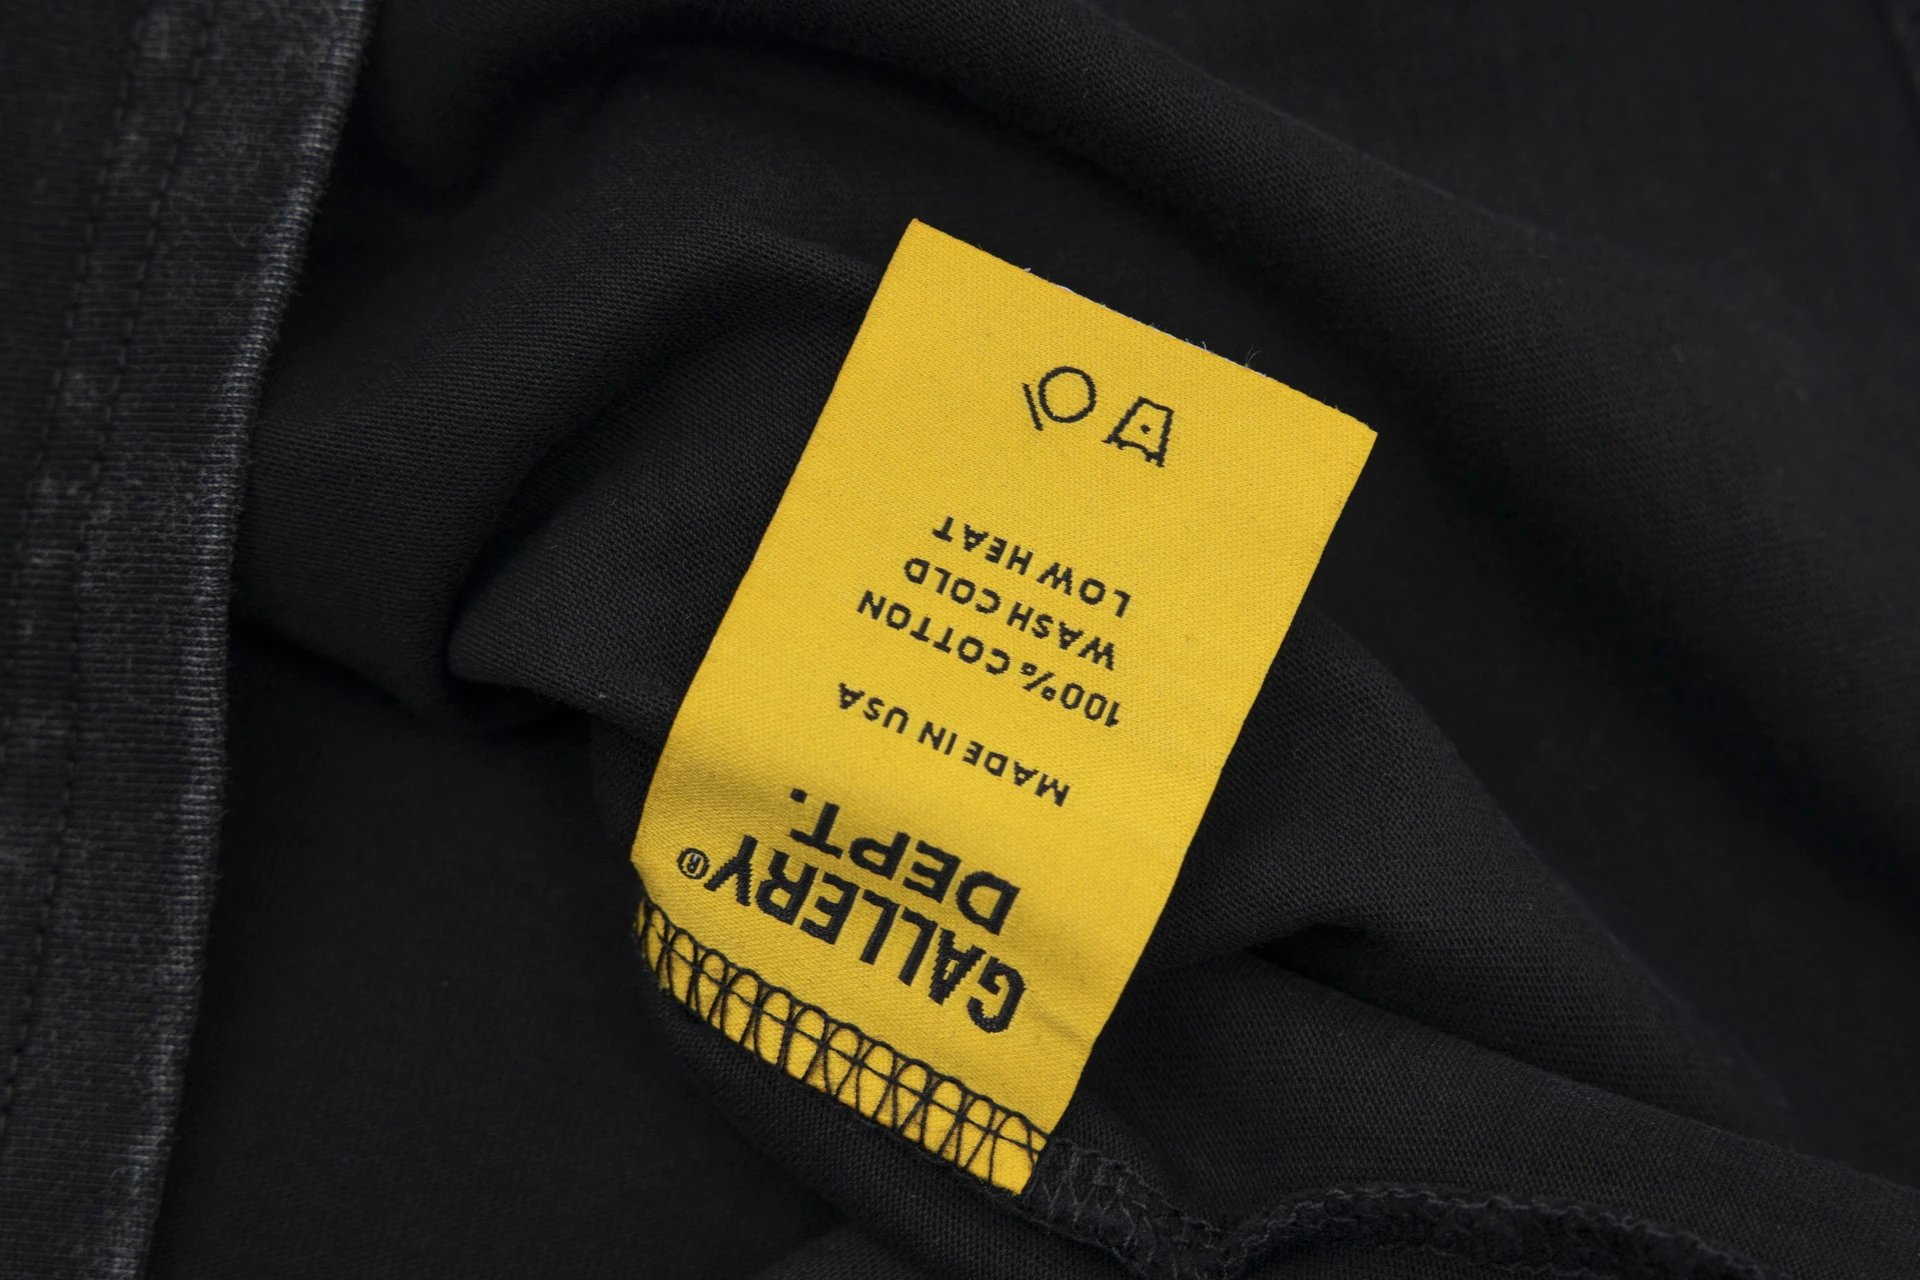 GALLERY®
DEPT.
MADE IN USA
100% COTTON
WASH COLD
LOW HEAT